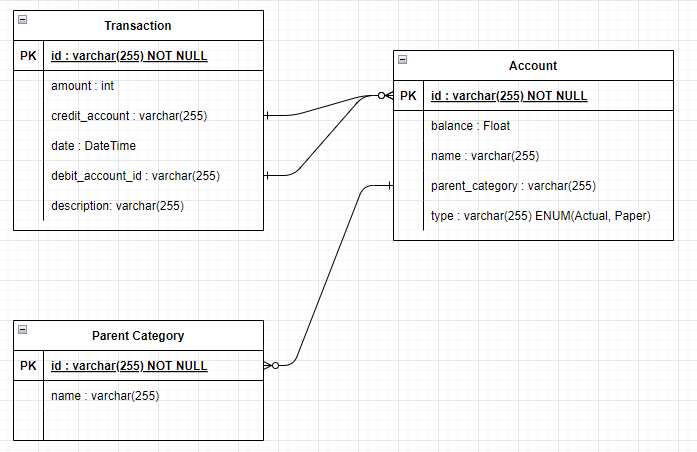 Transaction
PK id : varchar(255) NOT NULL
amount : int
credit_account : varchar(255)
date : DateTime
debit_account_id : varchar(255)
description: varchar(255)
Account
PK id : varchar(255) NOT NULL
balance : Float
name : varchar(255)
parent_category : varchar(255)
type : varchar(255) ENUM(Actual, Paper)
Parent Category
PK id : varchar(255) NOT NULL
name : varchar(255)